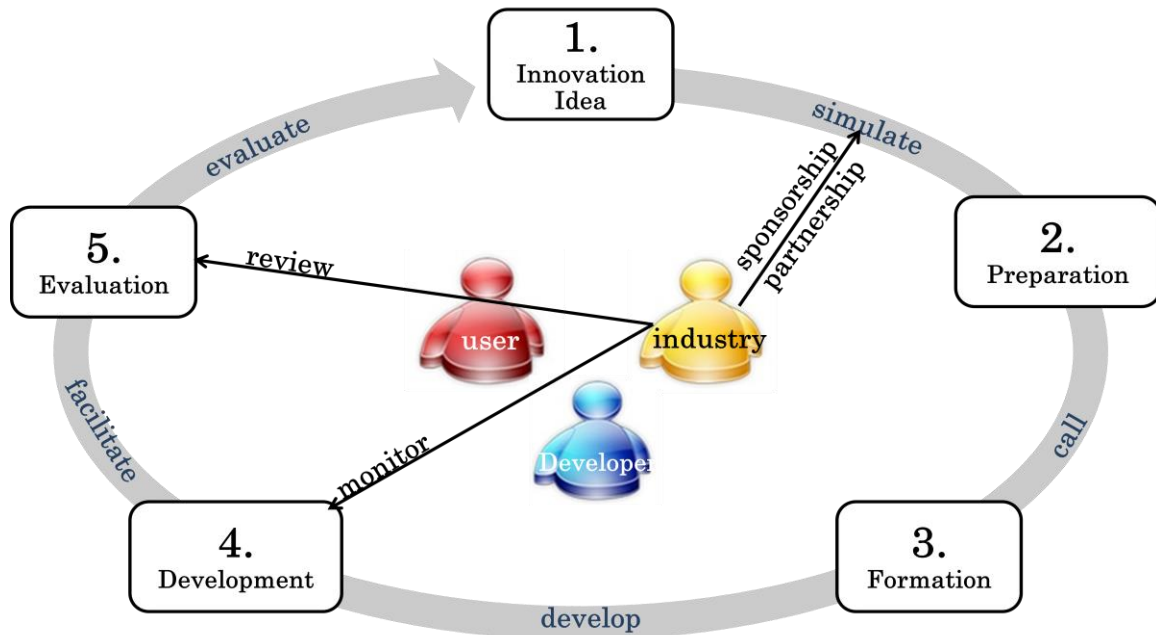 1.
Innovation
Idea
simulate
evaluate
sponsorship
partnership
5.
Evaluation
review
2.
Preparation
user
industry
facilitate
call
monitor
Developer
4.
Development
3.
Formation
develop